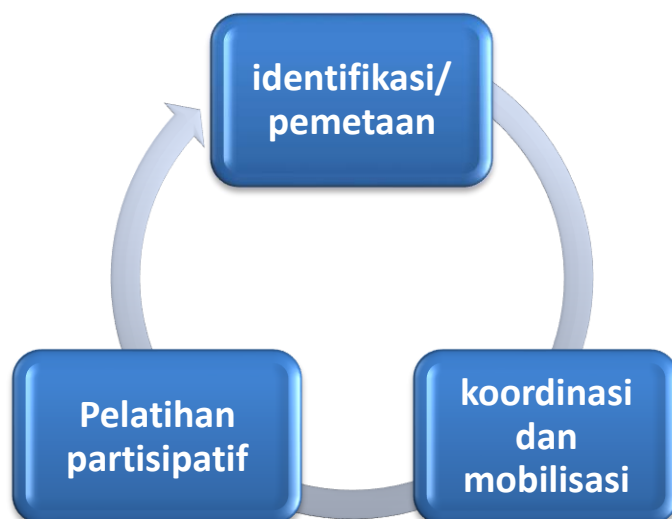 identifikasi/
pemetaan
koordinasi
dan
mobilisasi
Pelatihan
partisipatif